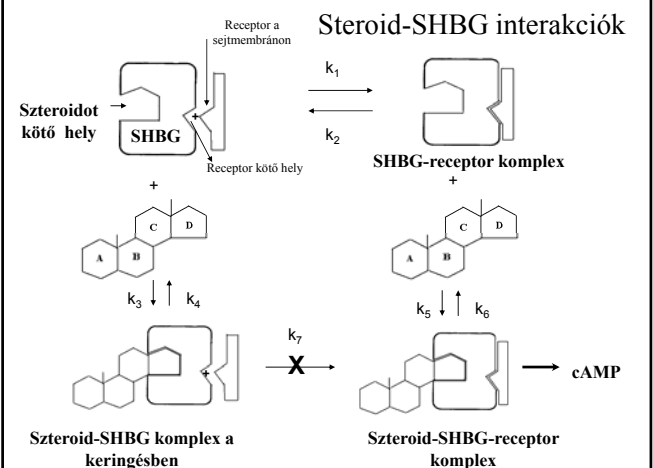 Steroid-SHBG interakciók
Receptor a
sejtmembránon
k1
k2
Szteroidot
kötő hely
SHBG
+
Receptor kötő hely
SHBG-receptor komplex
+
+
A
B
C
D
A
B
C
D
k3
k4
k5
k6
+
k7
X
cAMP
Szteroid-SHBG komplex a
keringésben
Szteroid-SHBG-receptor
komplex